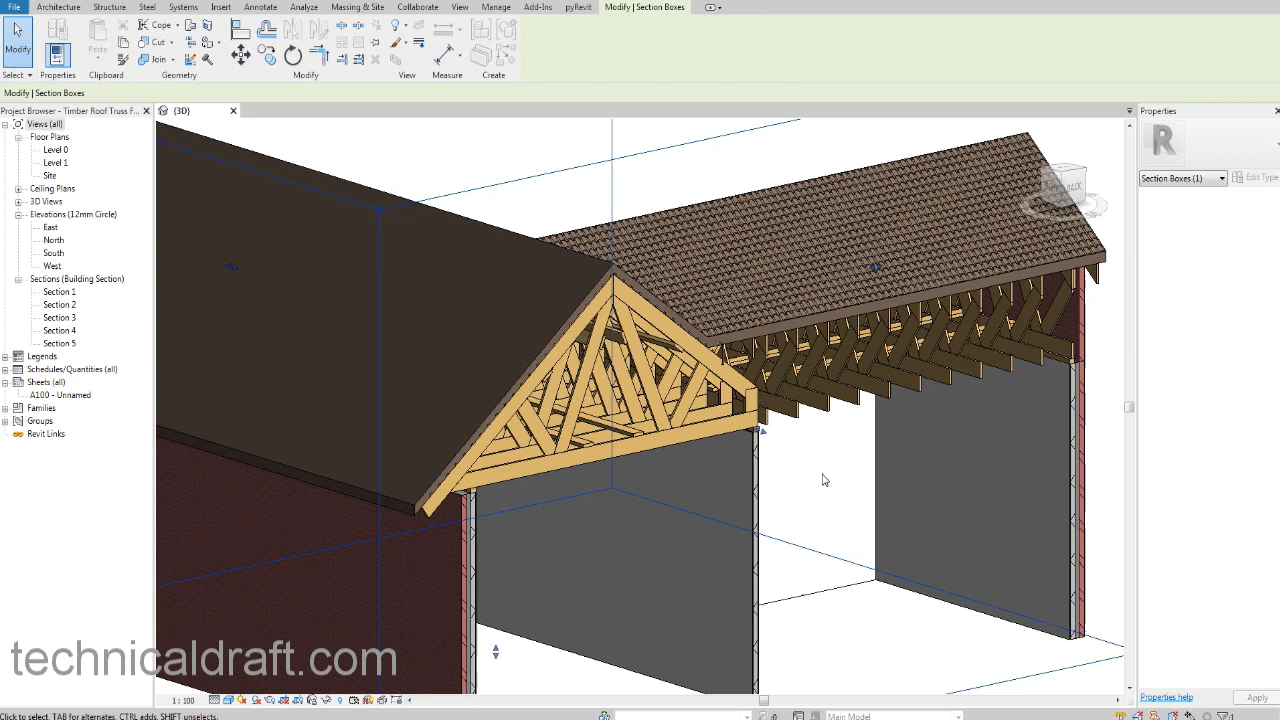 File Architecture Structure Steel Systems Insert Annotate Analyze Massing & Site Collaborate View Manage Add-Ins pyRevit Modify | Section Boxes
Cope
Modify
Paste
Cut
Join
Select Properties Clipboard Geometry Modify View Measure Create
Modify | Section Boxes
Project Browser - Timber Roof Truss F...
{3D}
Properties
Views (all)
Floor Plans
Level 0
Level 1
Site
Ceiling Plans
3D Views
Elevations (12mm Circle)
East
North
South
West
Sections (Building Section)
Section 1
Section 2
Section 3
Section 4
Section 5
Legends
Schedules/Quantities (all)
Sheets (all)
A100 - Unnamed
Families
Groups
Revit Links
BACK
R
Section Boxes (1)
Edit Type
technicaldraft.com
1 : 100
Properties help
Apply
Click to select, TAB for alternates, CTRL adds, SHIFT unselects.
:0
Main Model